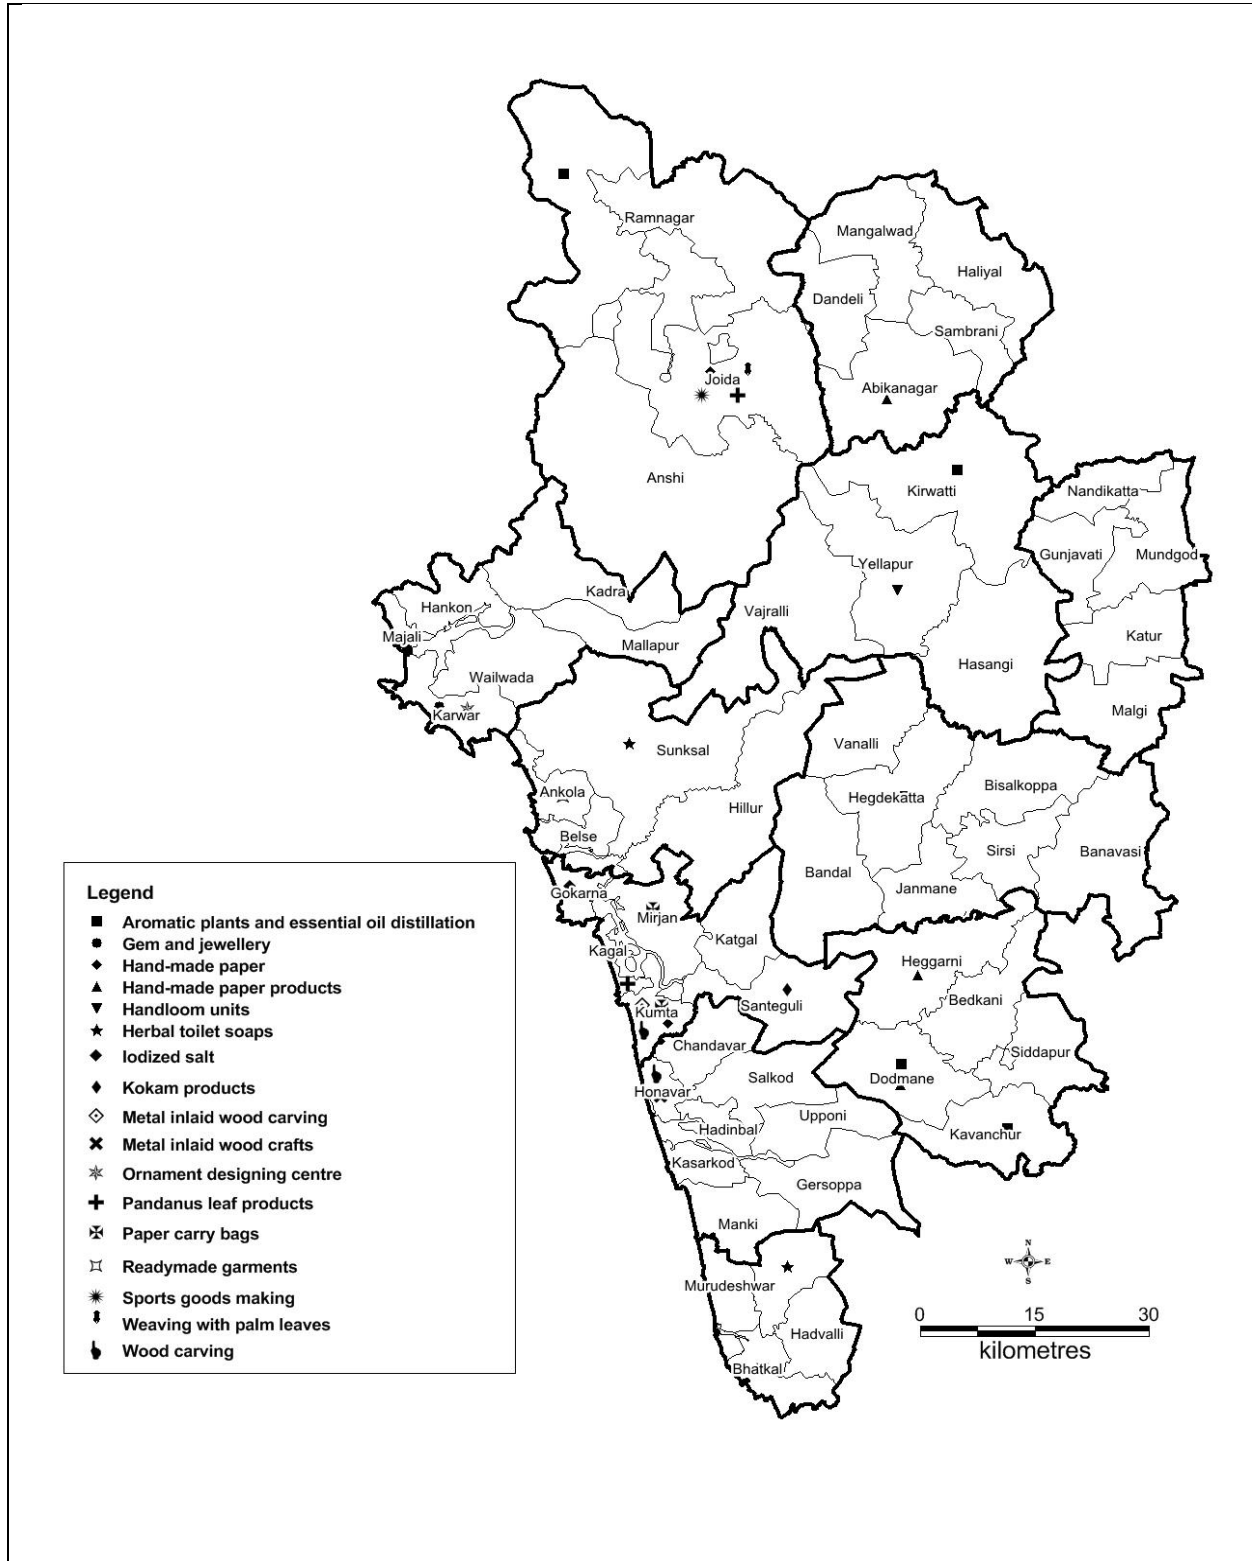 Ramnagar
Mangalwad
Haliyal
Dandeli
Sambrani
Joida
Abikanagar
Anshi
Kirwatti
Nandikatta
Gunjavati
Mundgod
Yellapur
Kadra
Hankon
Vajralli
Majali
Mallapur
Katur
Hasangi
Wailwada
Karwar
Malgi
Sunksal
Vanalli
Bisalkoppa
Ankola
Hegdekatta
Hillur
Belse
Sirsi
Banavasi
Bandal
Janmane
Gokarna
Mirjan
Katgal
Kagal
Heggarni
Bedkani
Santeguli
Kumta
Chandavar
Siddapur
Salkod
Dodmane
Honavar
Upponi
Hadinbal
Kavanchur
Kasarkod
Gersoppa
Manki
Murudeshwar
Hadvalli
Bhatkal
Legend
Aromatic plants and essential oil distillation
Gem and jewellery
Hand-made paper
Hand-made paper products
Handloom units
Herbal toilet soaps
Iodized salt
Kokam products
Metal inlaid wood carving
Metal inlaid wood crafts
Ornament designing centre
Pandanus leaf products
Paper carry bags
Readymade garments
Sports goods making
Weaving with palm leaves
Wood carving
N
W E
S
0 15 30
kilometres